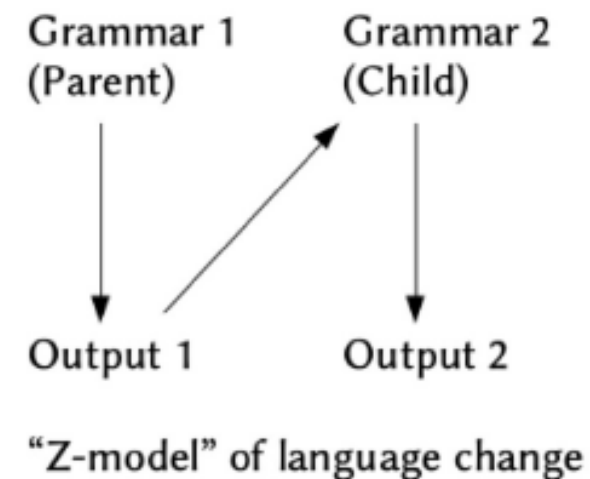 Grammar 1
(Parent)
Grammar 2
(Child)
Output 1
Output 2
“Z-model” of language change